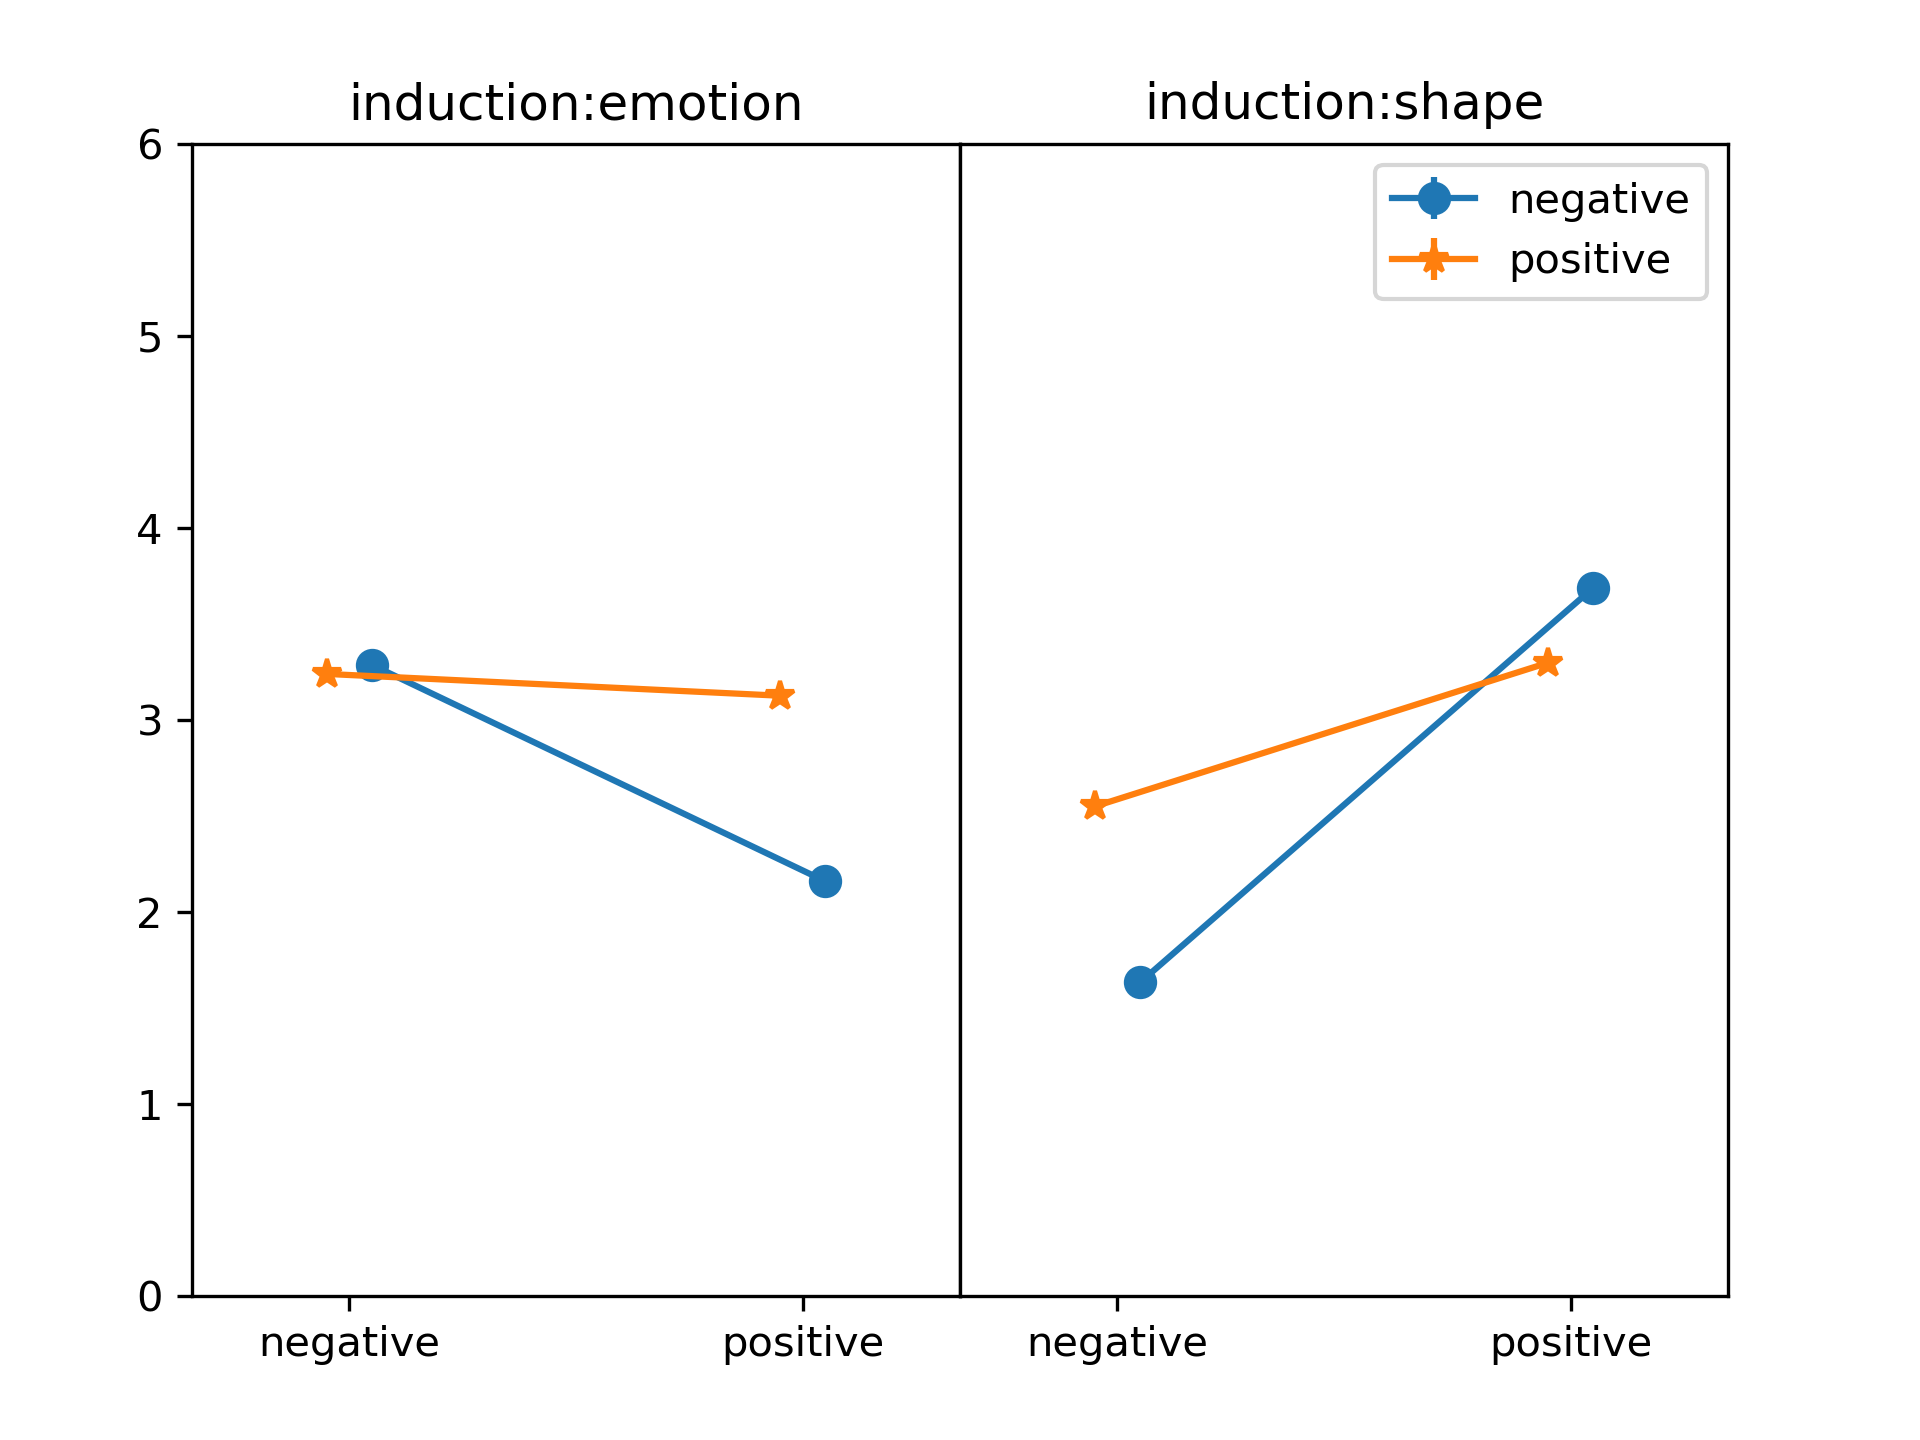 induction:emotion
induction:shape
6
5
4
3
2
1
0
negative
positive
negative
positive
negative
positive